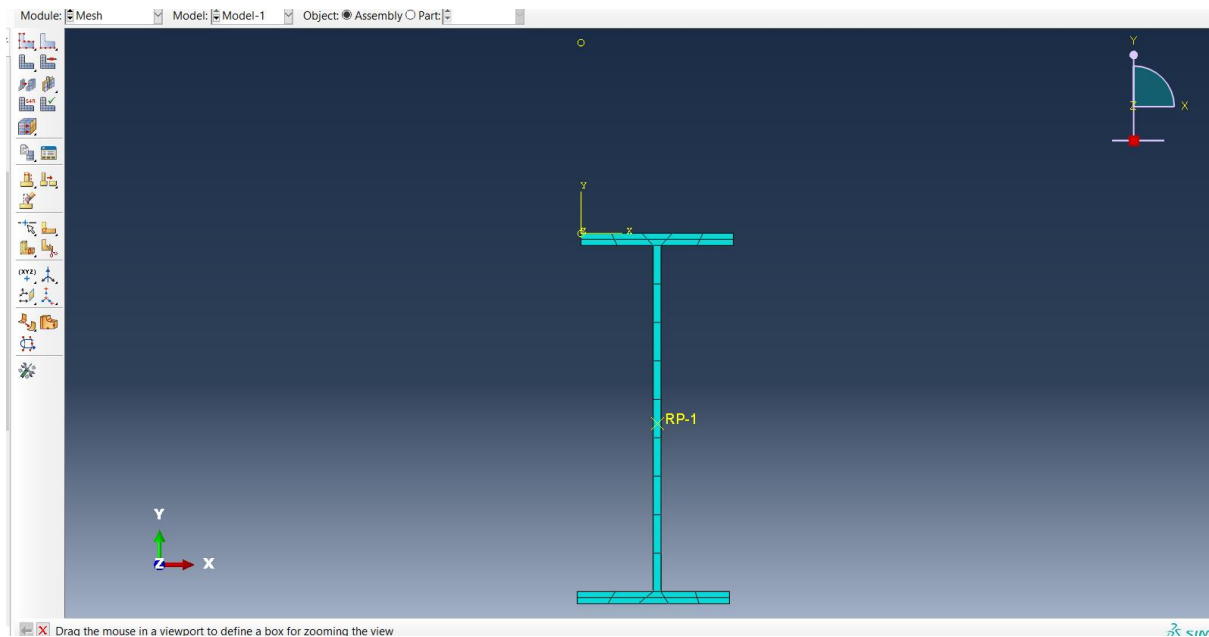 Module: Mesh Model: Model-1 Object: Assembly Part:
Y
Z X
(XYZ)
Y
Z X
RP-1
Y
Z X
Drag the mouse in a viewport to define a box for zooming the view